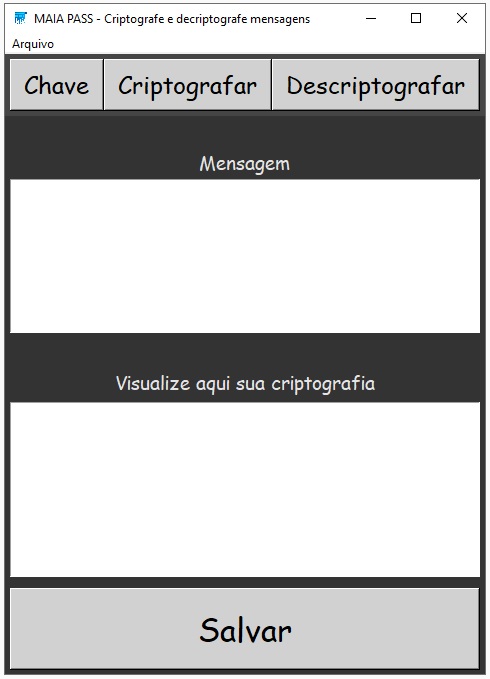 MAIA PASS - Criptografe e decriptografe mensagens
Arquivo
Chave Criptografar Descriptografar
Mensagem
Visualize aqui sua criptografia
Salvar